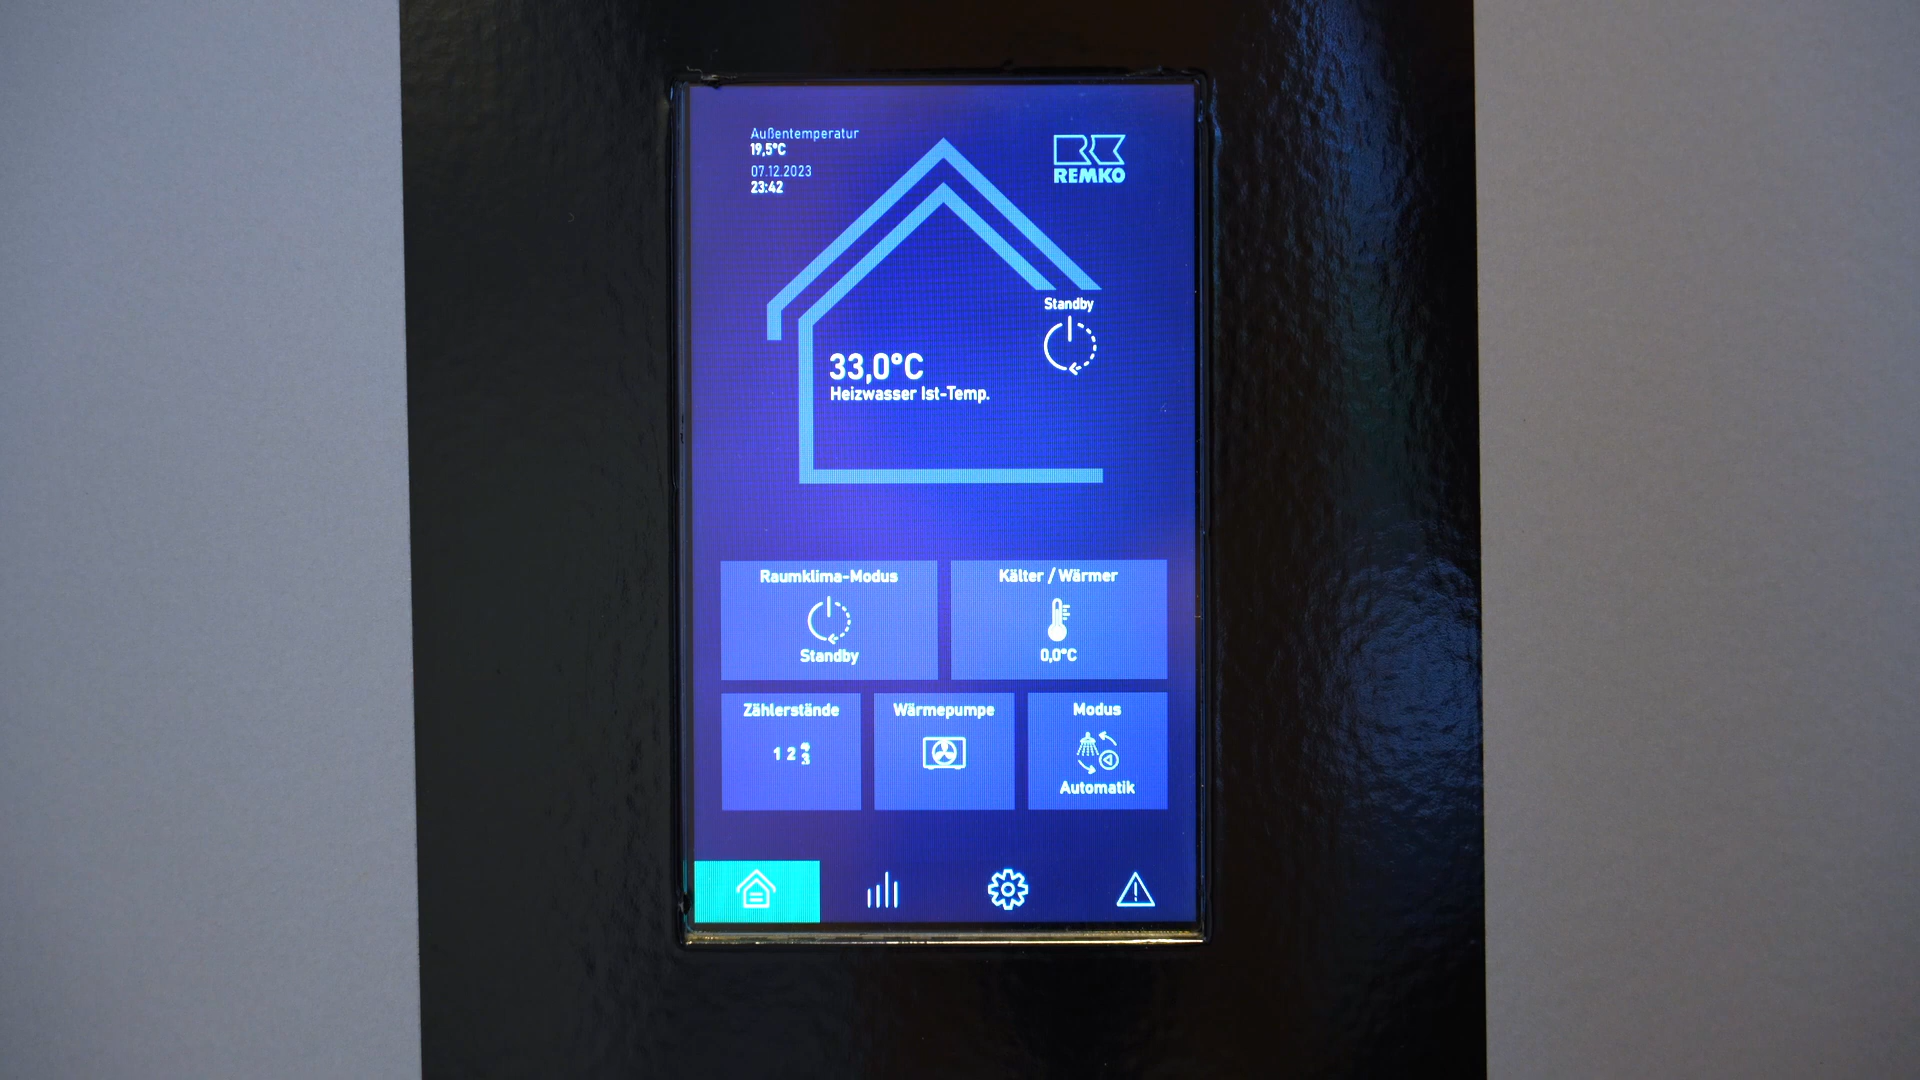 Außentemperatur
19,5°C
07.12.2023
23:42
REMKO
Standby
33,0°C
Heizwasser Ist-Temp.
Raumklima-Modus
Standby
Kälter / Wärmer
0,0°C
Zählerstände
1 2 3 4
Wärmepumpe
Modus
Automatik